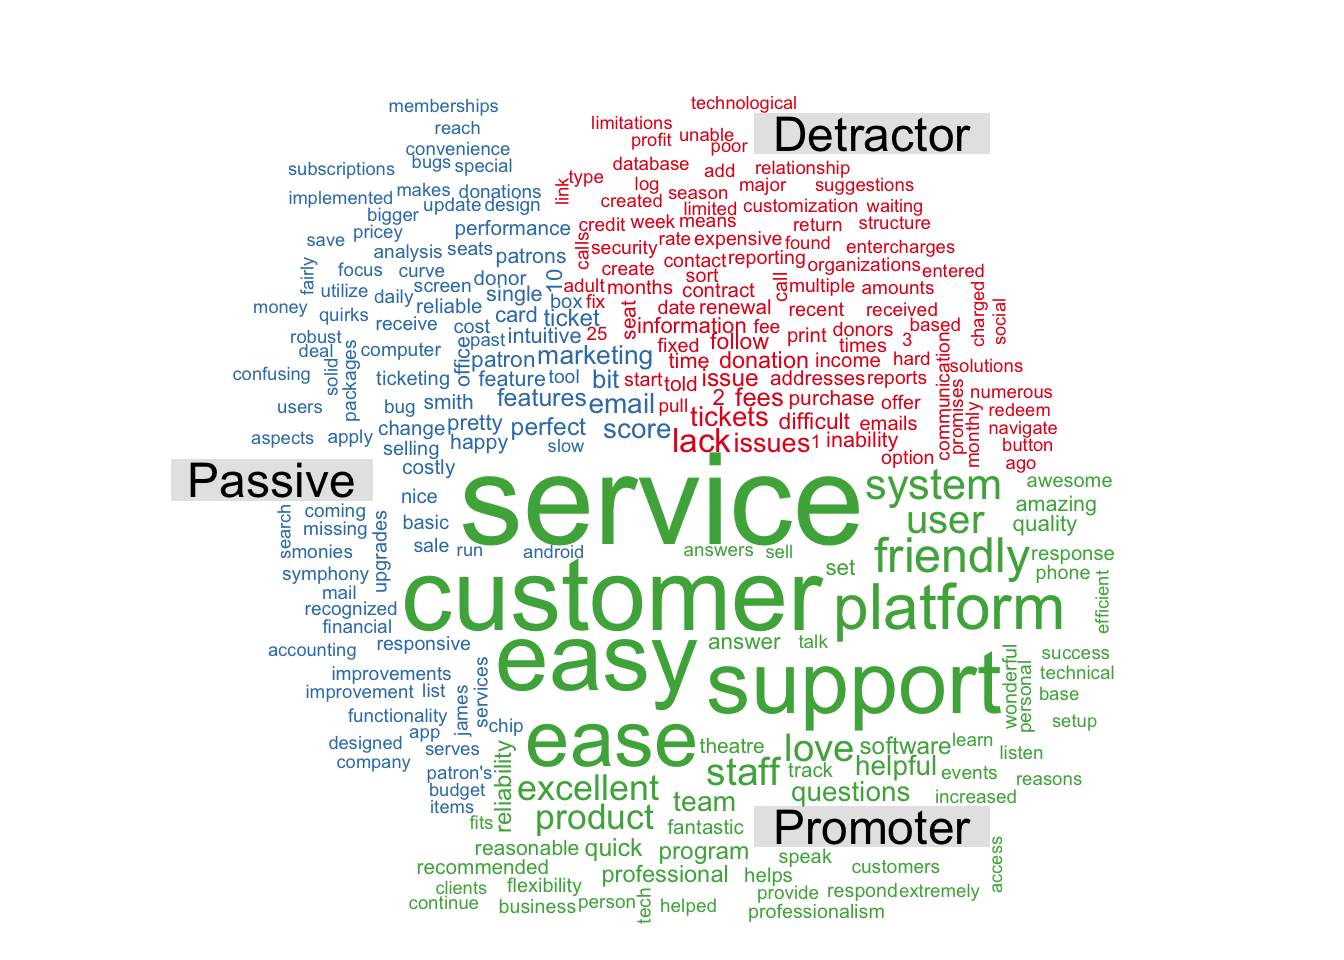 memberships
technological
reach
limitations
unable
Detractor
profit
poor
convenience
bugs special
database
add
relationship
subscriptions
link
type
log
season
major
suggestions
implemented
makes donations
created
limited
customization waiting
bigger
update design
credit week means
return
structure
pricey
performance
calls
rate expensive found
entercharges
save
analysis seats patrons
security
contact reporting
organizations entered
fairly
focus
curve
donor
10
create
sort
call
utilize
screen
single
adult months contract
multiple amounts
charged
social
money
daily reliable
box fix
seat
date renewal
recent
received
quirks
receive
card ticket
information fee
donors
based
robust
cost
past intuitive 25
fixed follow
print
times
3
communication
deal
computer
office
patron marketing
time donation income
hard
solutions
confusing
solid
packages
ticketing
feature tool bit
start told issue
addresses reports
promises
numerous
users
bug
smith
features email pull
2 fees purchase offer
monthly
redeem
change pretty perfect score
tickets difficult emails
navigate
aspects
apply
selling
happy
slow
lack issues 1 inability
button
costly
option
ago
Passive
service
system
awesome
nice
user
amazing
search
coming
missing
upgrades
basic
quality
monies
sale run
android
answers sell
friendly response
symphony
set
phone
mail
customer platform
efficient
recognized
financial
accounting
responsive
easy
answer talk
wonderful
personal
success
improvements
services
support
technical
improvement list
james
base
functionality
app
chip
setup
designed
serves
ease
theatre love software learn
listen
company
reliability
staff track helpful events
reasons
patron's
budget
excellent
questions
increased
items
team
fits
product
fantastic
Promoter
reasonable quick program
speak
customers
access
recommended
professional helps
clients
flexibility
provide respond extremely
continue
business person
tech
helped
professionalism